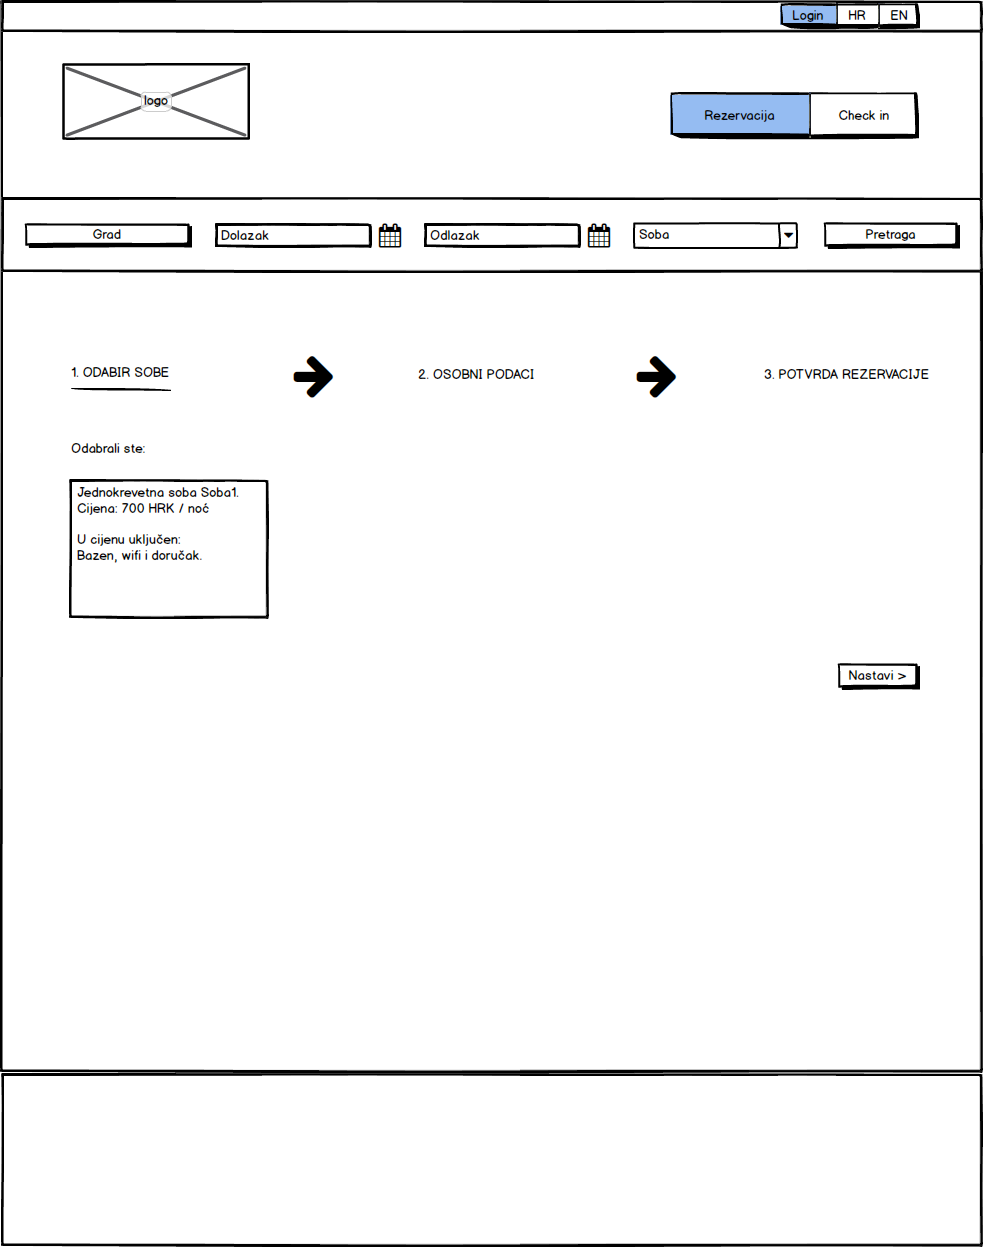 Login HR EN
logo
Rezervacija Check in
Grad Dolazak Odlazak Soba Pretraga
1. ODABIR SOBE 2. OSOBNI PODACI 3. POTVRDA REZERVACIJE
Odabrali ste:
Jednokrevetna soba Soba1.
Cijena: 700 HRK / noć
U cijenu uključen:
Bazen, wifi i doručak.
Nastavi >